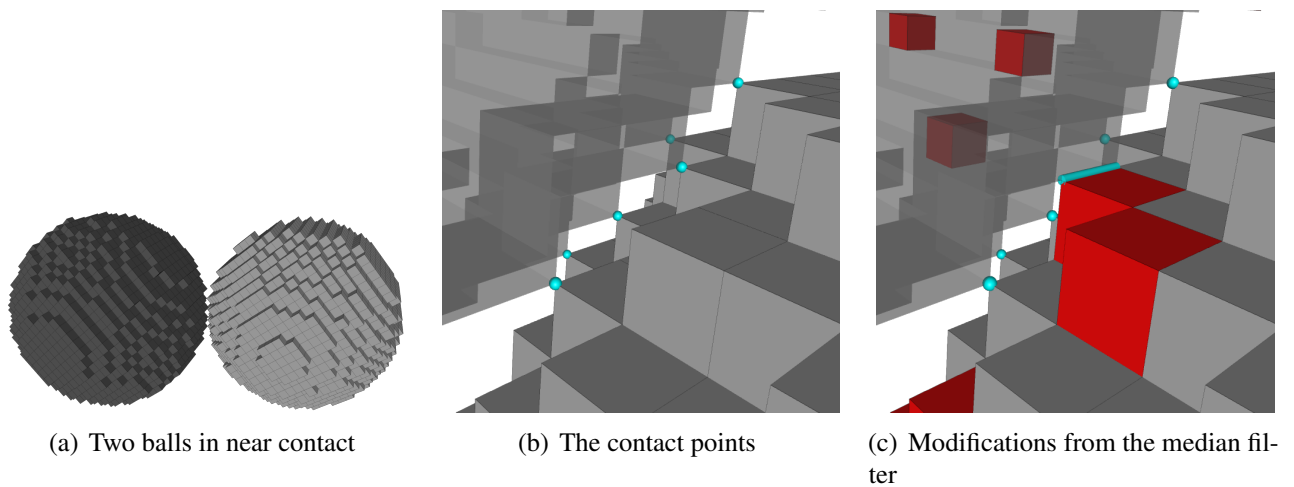 (a) Two balls in near contact
(b) The contact points
(c) Modifications from the median fil-
ter